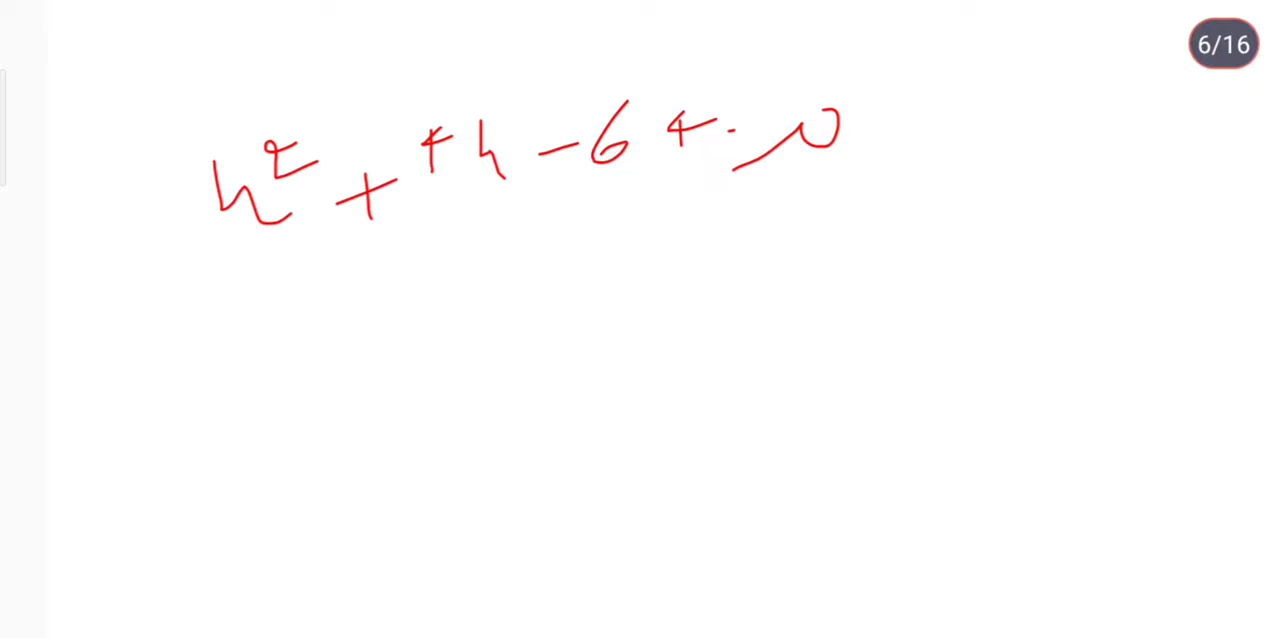 6/16
h² + 4h - 64 = 0